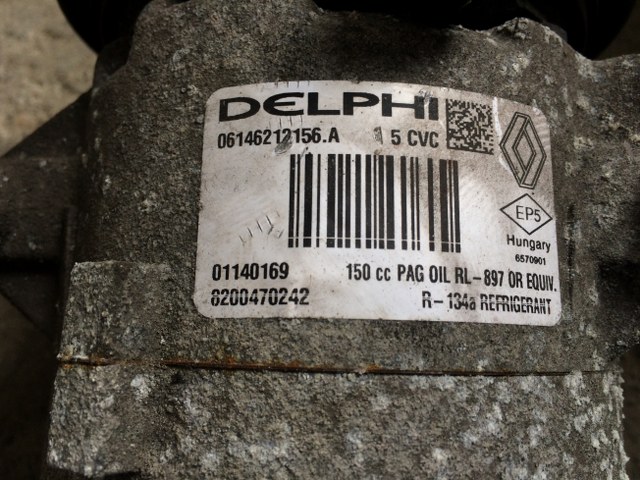 DELPHI
06146212156.A 5 CVC
EP5
Hungary
6570901
01140169 150 cc PAG OIL RL-897 OR EQUIV.
8200470242 R-134a REFRIGERANT